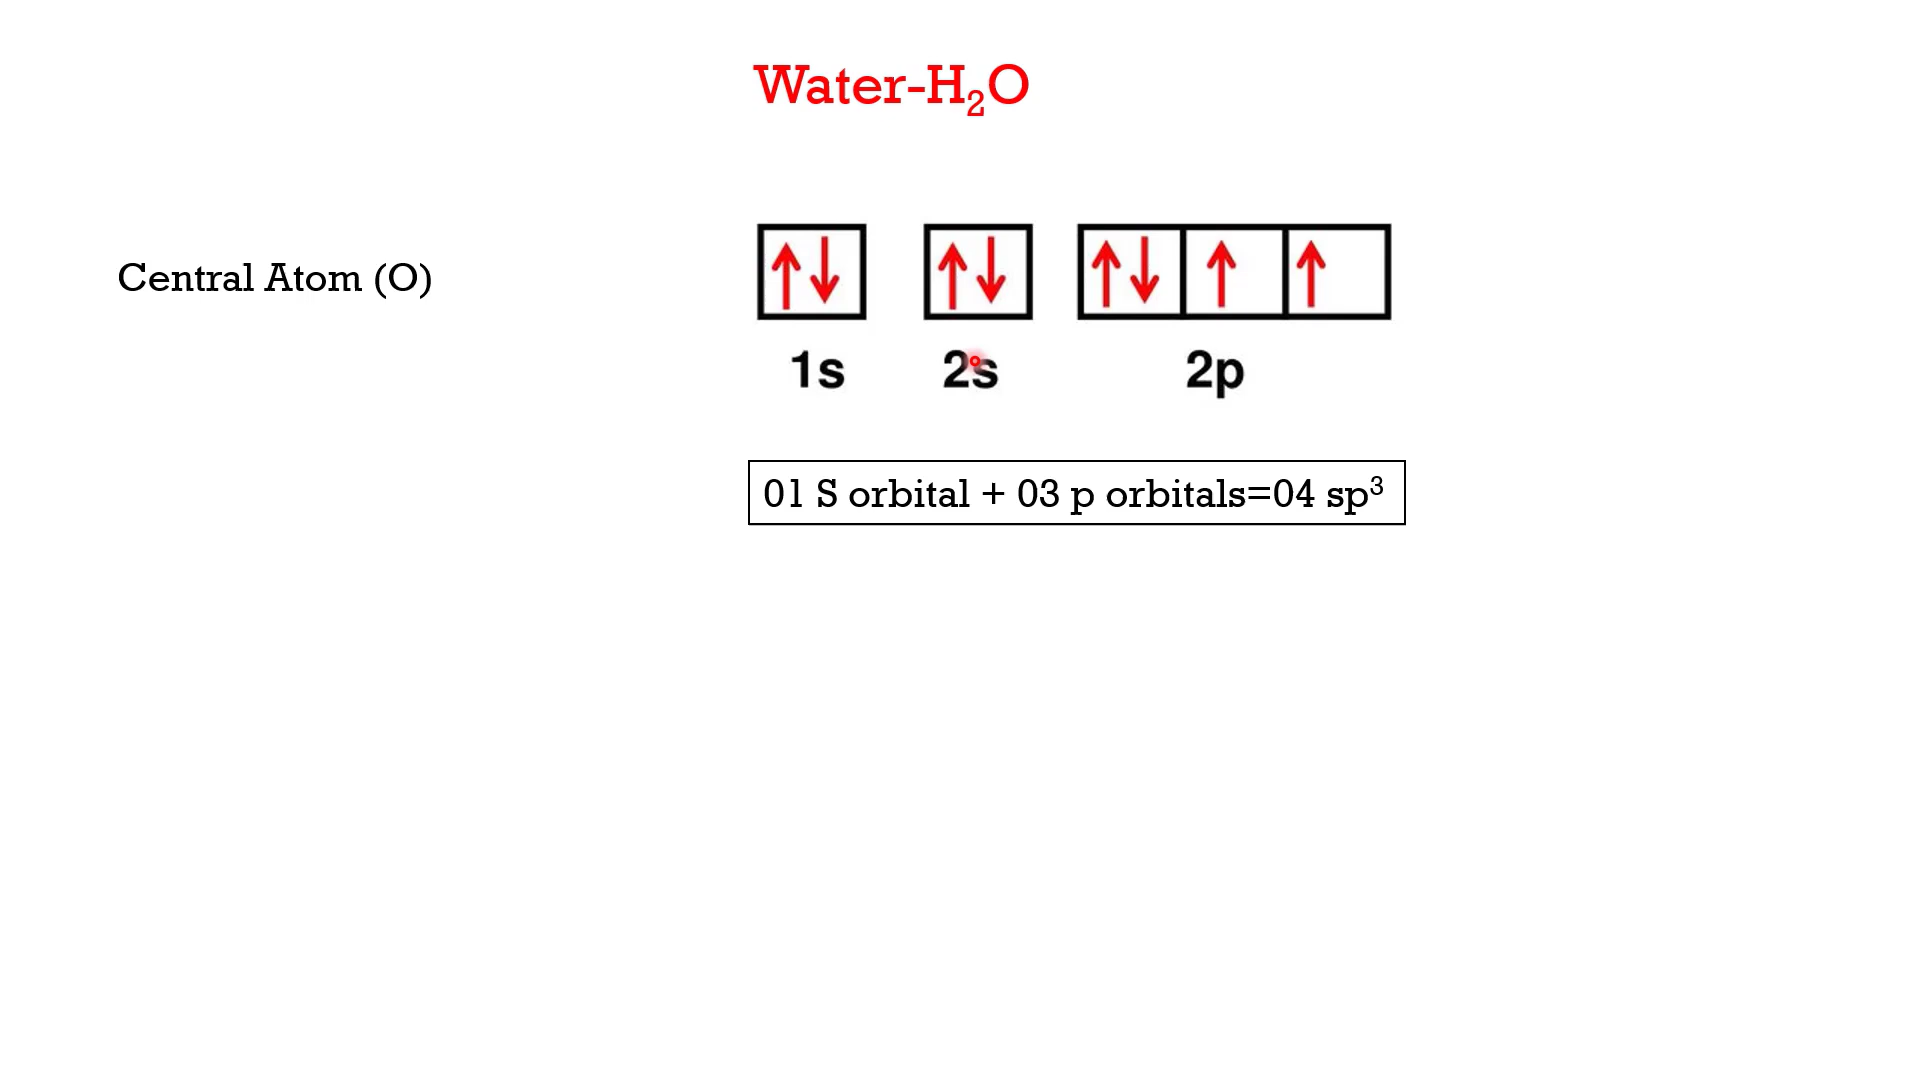 Water-H₂O
Central Atom (O)
1s 2s 2p
01 S orbital + 03 p orbitals=04 sp³